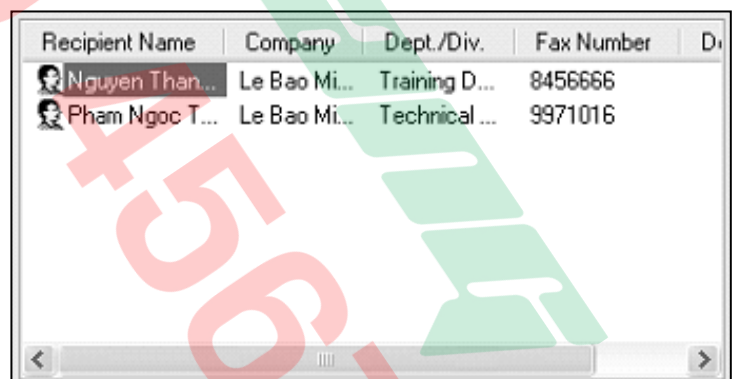 Recipient Name Company Dept./Div. Fax Number
Nguyen Than... Le Bao Mi... Training D... 8456666
Pham Ngoc T... Le Bao Mi... Technical ... 9971016
456